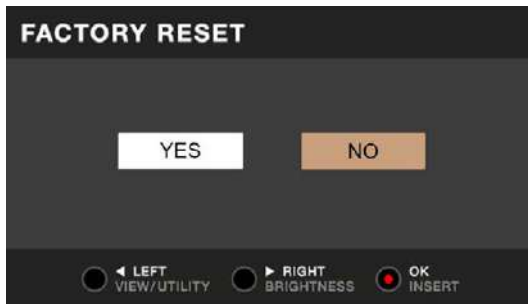 FACTORY RESET
YES NO
◀ LEFT ▶ RIGHT OK
VIEW/UTILITY BRIGHTNESS INSERT